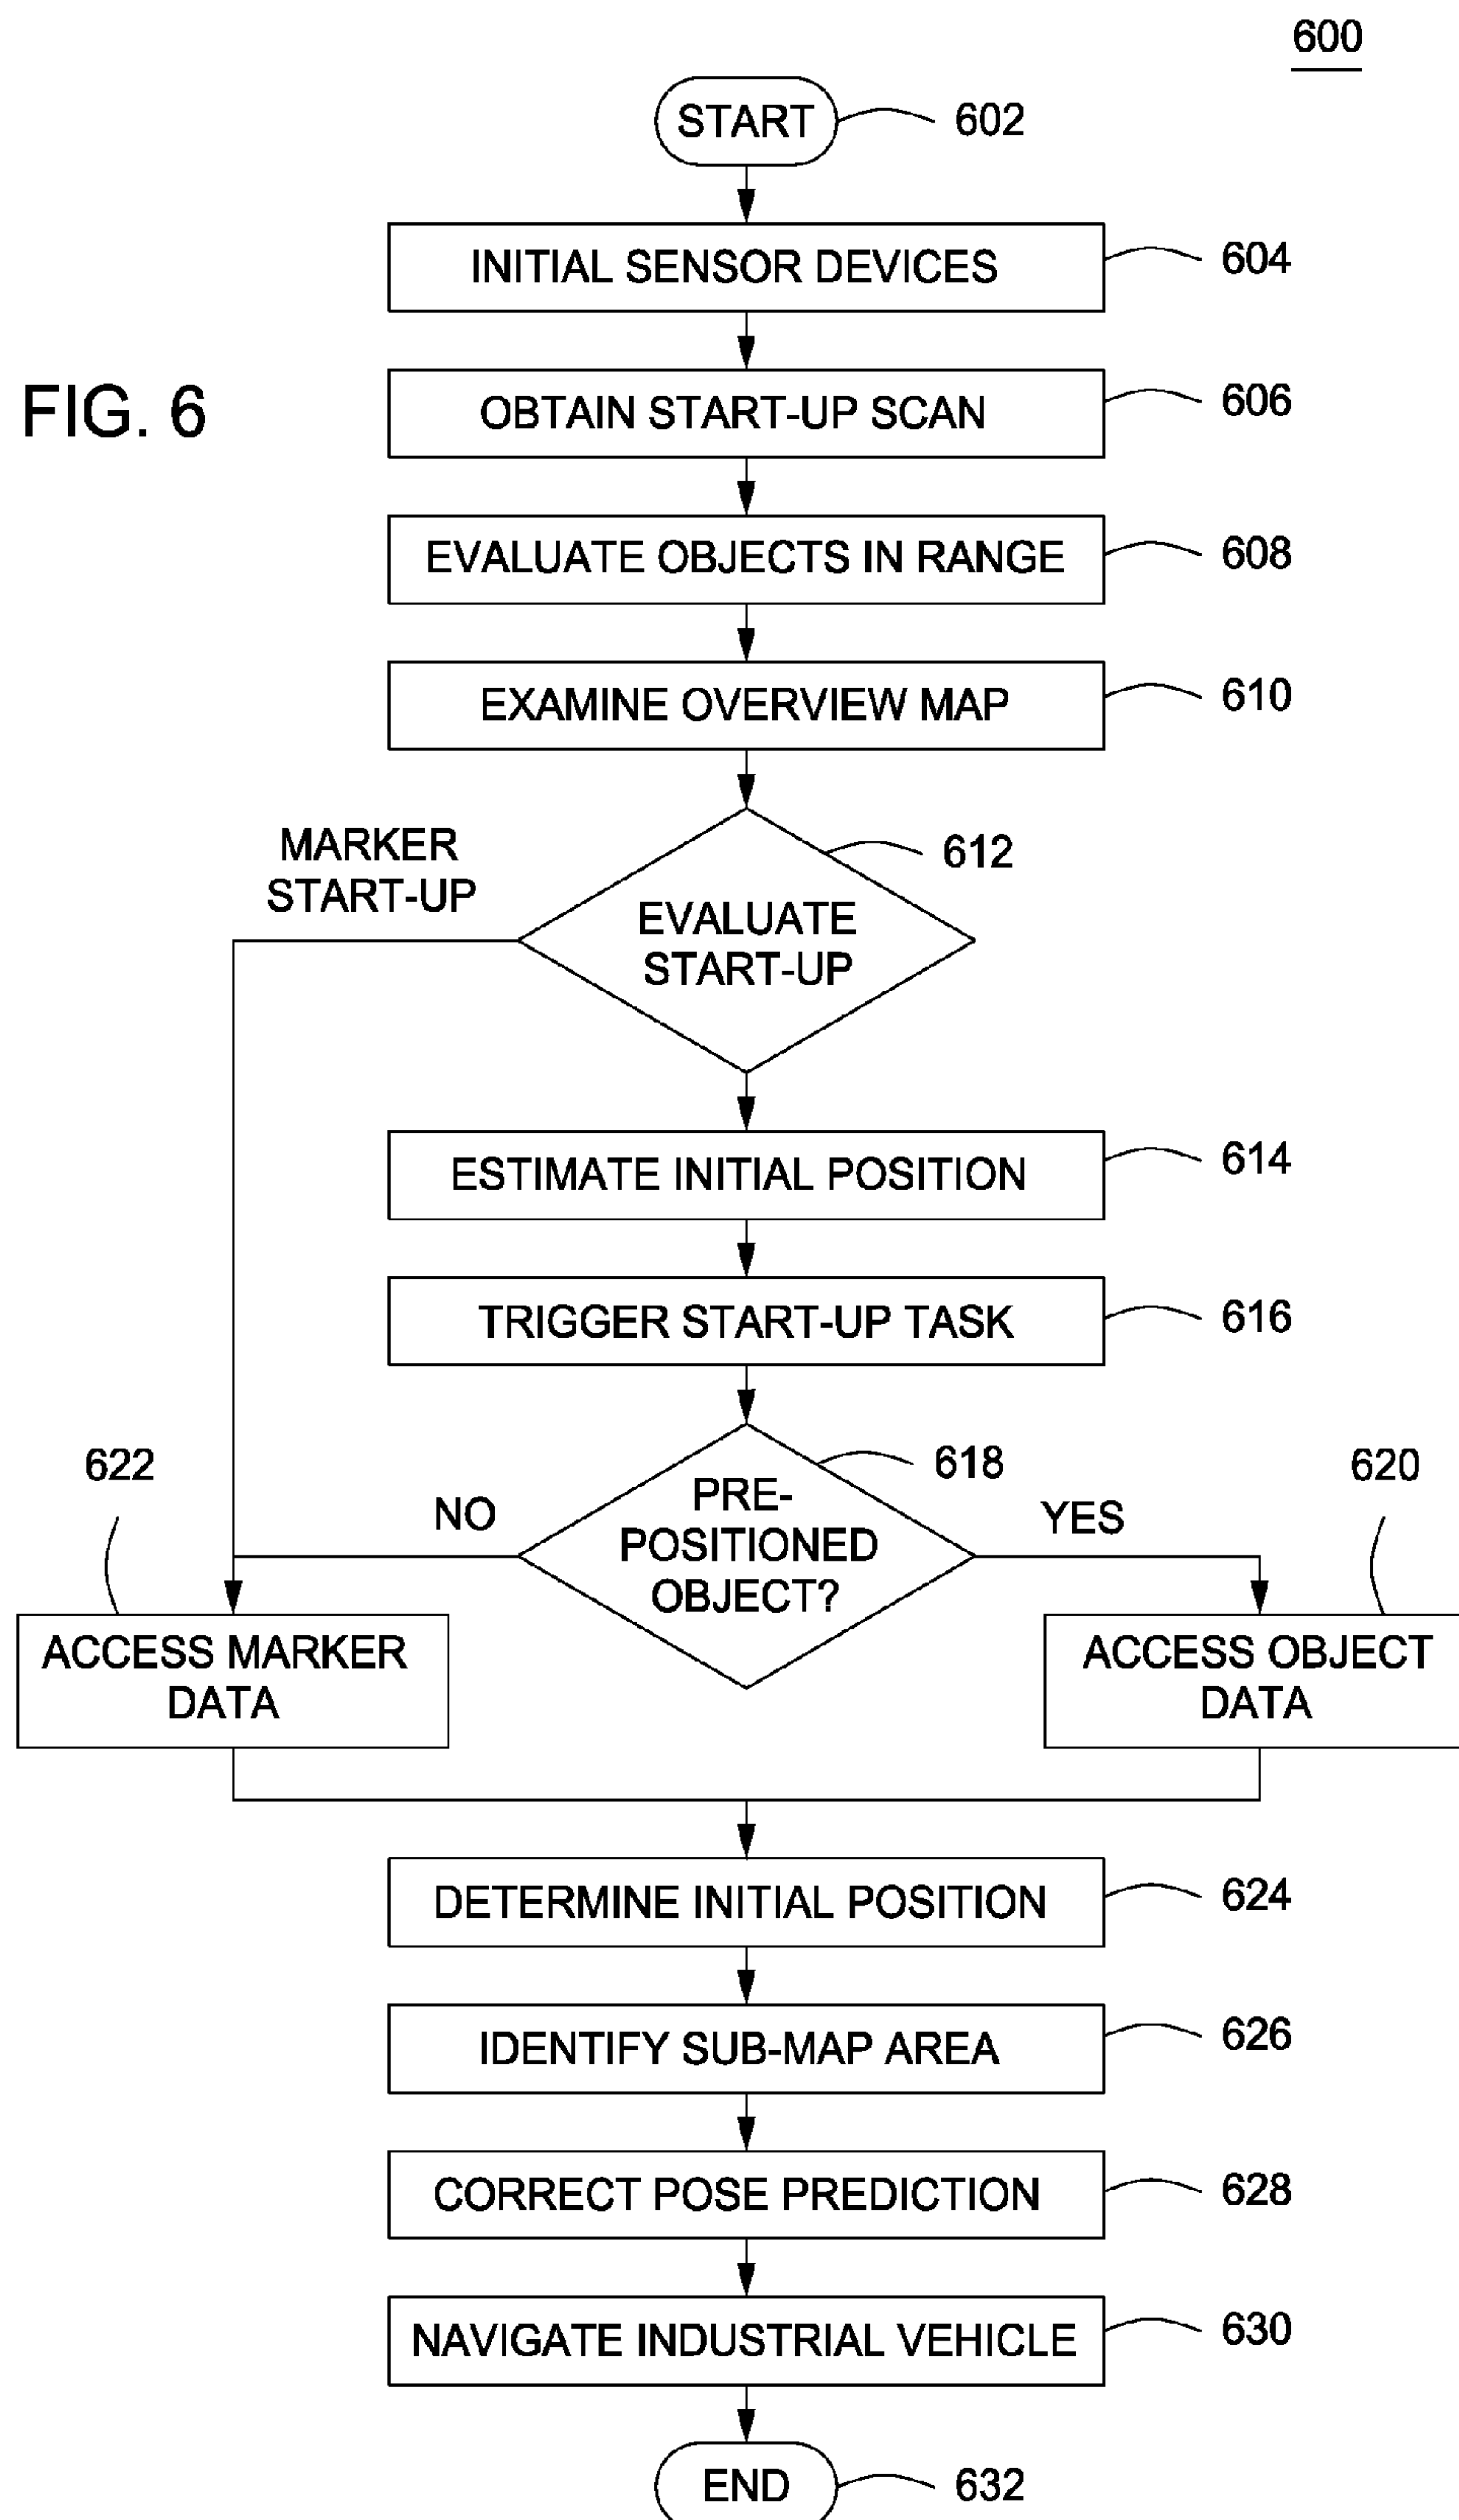 600
START
602
INITIAL SENSOR DEVICES
604
FIG. 6
OBTAIN START-UP SCAN
606
EVALUATE OBJECTS IN RANGE
608
EXAMINE OVERVIEW MAP
610
MARKER
START-UP
612
EVALUATE
START-UP
ESTIMATE INITIAL POSITION
614
TRIGGER START-UP TASK
616
622
NO
PRE-
POSITIONED
OBJECT?
618
YES
620
ACCESS MARKER
DATA
ACCESS OBJECT
DATA
DETERMINE INITIAL POSITION
624
IDENTIFY SUB-MAP AREA
626
CORRECT POSE PREDICTION
628
NAVIGATE INDUSTRIAL VEHICLE
630
END
632